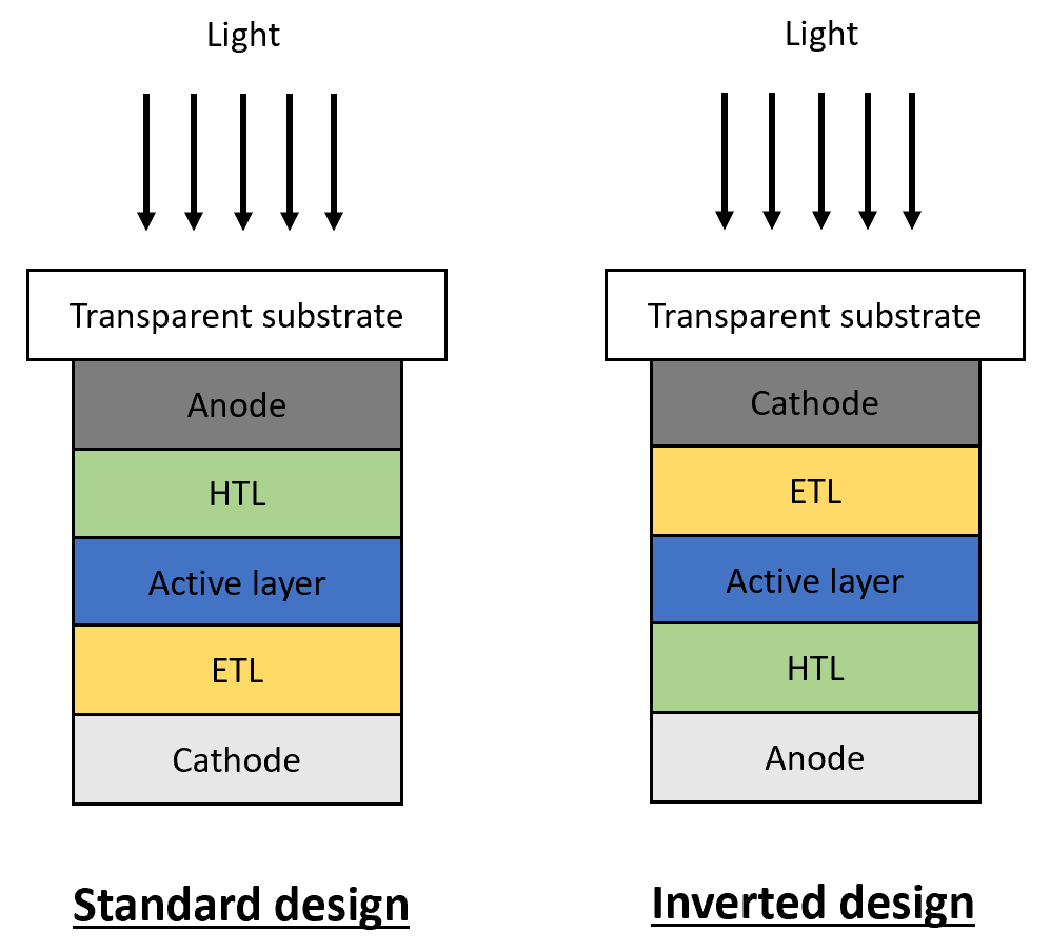 Light
Transparent substrate
Anode
HTL
Active layer
ETL
Cathode
Standard design
Light
Transparent substrate
Cathode
ETL
Active layer
HTL
Anode
Inverted design